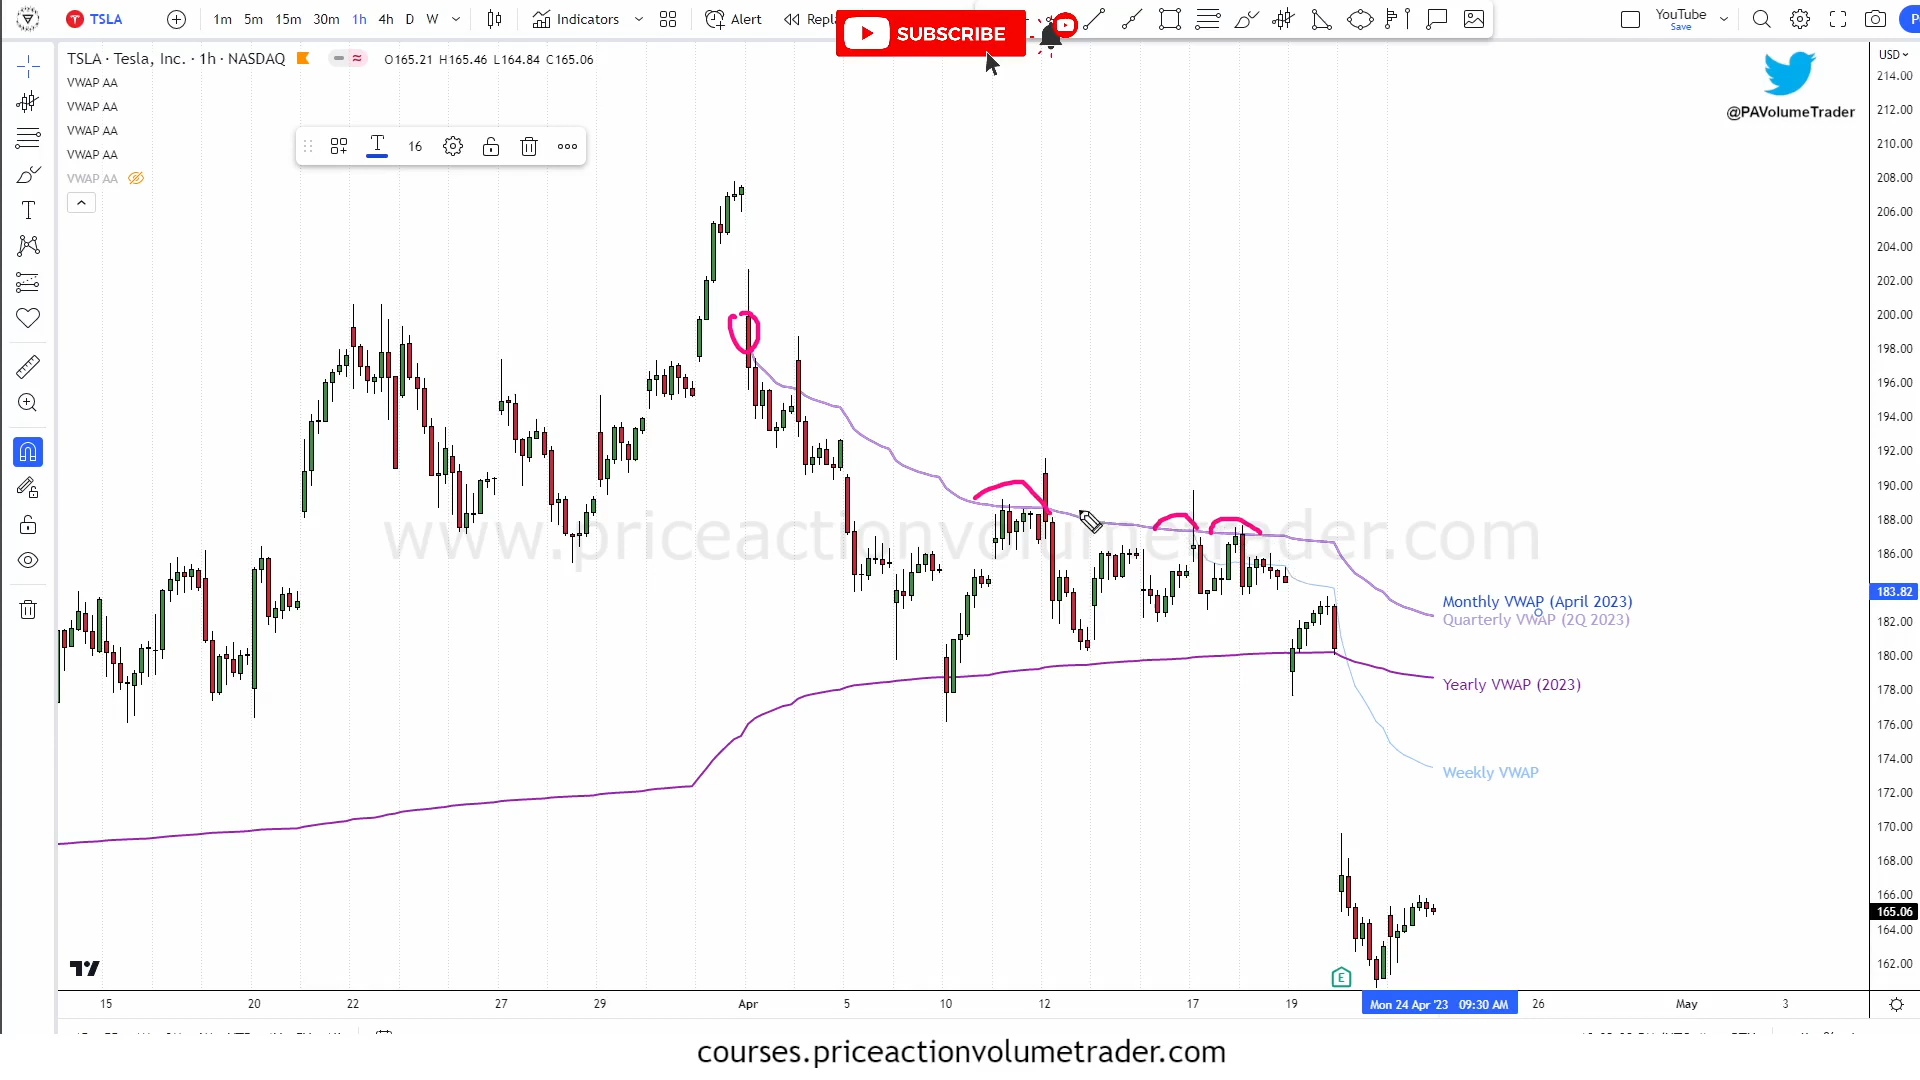 TSLA 1m 5m 15m 30m 1h 4h D W Indicators Alert Repla SUBSCRIBE YouTube
Save
TSLA · Tesla, Inc. · 1h · NASDAQ O165.21 H165.46 L164.84 C165.06
USD
VWAP AA
VWAP AA
VWAP AA
VWAP AA
VWAP AA
16
@PAVolumeTrader
214.00
212.00
210.00
208.00
206.00
204.00
202.00
200.00
198.00
196.00
194.00
192.00
190.00
188.00
186.00
183.82
182.00
180.00
178.00
176.00
174.00
172.00
170.00
168.00
166.00
165.06
164.00
162.00
www.priceactionvolumetrader.com
Monthly VWAP (April 2023)
Quarterly VWAP (2Q 2023)
Yearly VWAP (2023)
Weekly VWAP
E
15 20 22 27 29 Apr 5 10 12 17 19 Mon 24 Apr '23 09:30 AM 26 May 3
courses.priceactionvolumetrader.com